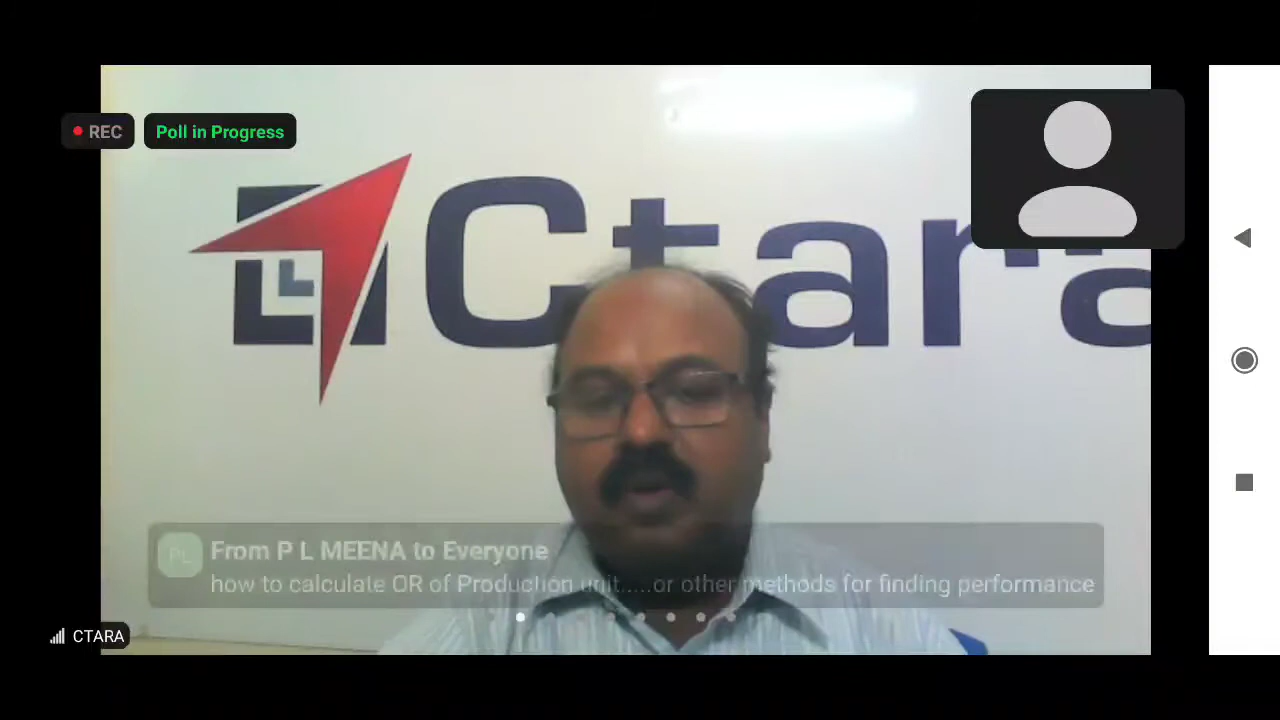 REC
Poll in Progress
Ctara
PL
From P L MEENA to Everyone
how to calculate OR of Production unit.....or other methods for finding performance
CTARA